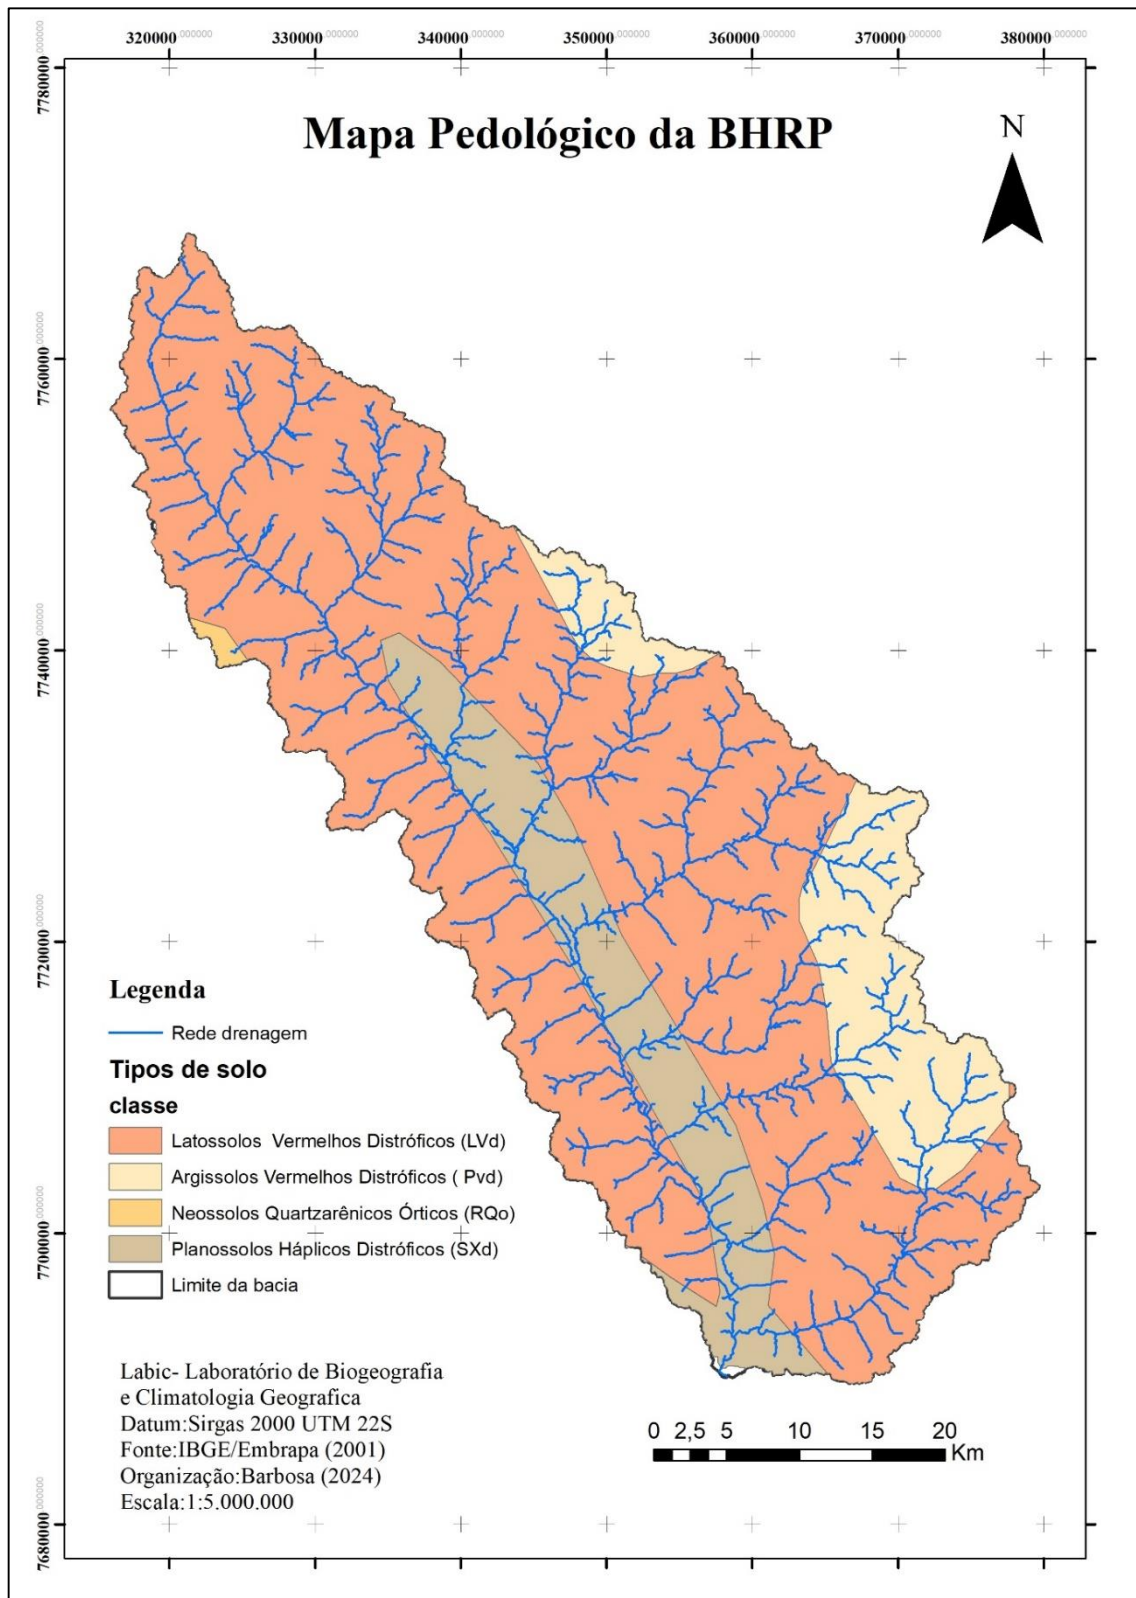 320000,000000 330000,000000 340000,000000 350000,000000 360000,000000 370000,000000 380000,000000
7780000,000000
Mapa Pedológico da BHRP
N
7760000,000000
7740000,000000
7720000,000000
Legenda
Rede drenagem
Tipos de solo
classe
Latossolos  Vermelhos Distróficos (LVd)
Argissolos Vermelhos Distróficos ( Pvd)
Neossolos Quartzarênicos Órticos (RQo)
7700000,000000
Planossolos Háplicos Distróficos (SXd)
Limite da bacia
Labic- Laboratório de Biogeografia
e Climatologia Geografica
Datum:Sirgas 2000 UTM 22S
Fonte:IBGE/Embrapa (2001)
Organização:Barbosa (2024)
Escala:1:5.000.000
0 2,5 5 10 15 20
Km
7680000,000000